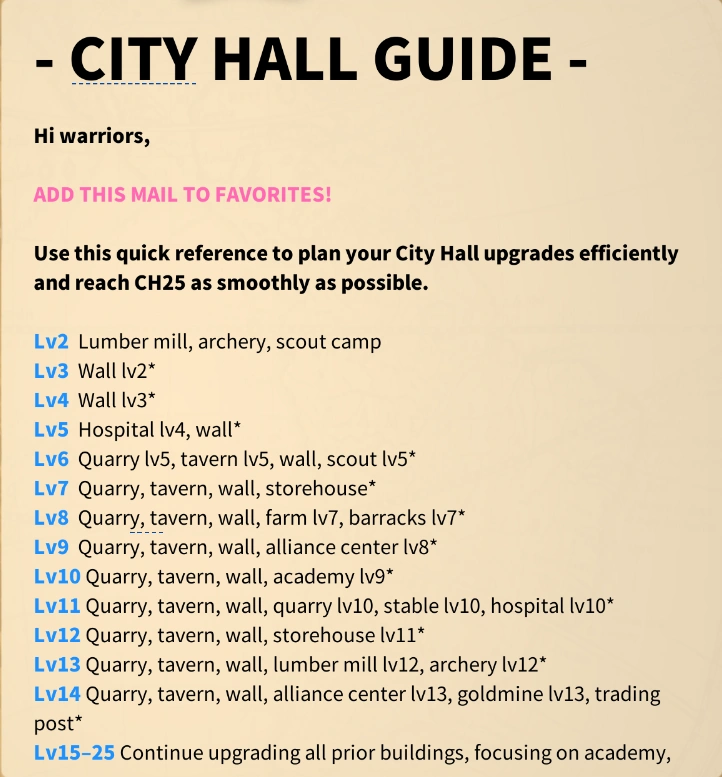 - CITY HALL GUIDE -
Hi warriors,
ADD THIS MAIL TO FAVORITES!
Use this quick reference to plan your City Hall upgrades efficiently
and reach CH25 as smoothly as possible.
Lv2 Lumber mill, archery, scout camp
Lv3 Wall lv2*
Lv4 Wall lv3*
Lv5 Hospital lv4, wall*
Lv6 Quarry lv5, tavern lv5, wall, scout lv5*
Lv7 Quarry, tavern, wall, storehouse*
Lv8 Quarry, tavern, wall, farm lv7, barracks lv7*
Lv9 Quarry, tavern, wall, alliance center lv8*
Lv10 Quarry, tavern, wall, academy lv9*
Lv11 Quarry, tavern, wall, quarry lv10, stable lv10, hospital lv10*
Lv12 Quarry, tavern, wall, storehouse lv11*
Lv13 Quarry, tavern, wall, lumber mill lv12, archery lv12*
Lv14 Quarry, tavern, wall, alliance center lv13, goldmine lv13, trading
post*
Lv15–25 Continue upgrading all prior buildings, focusing on academy,